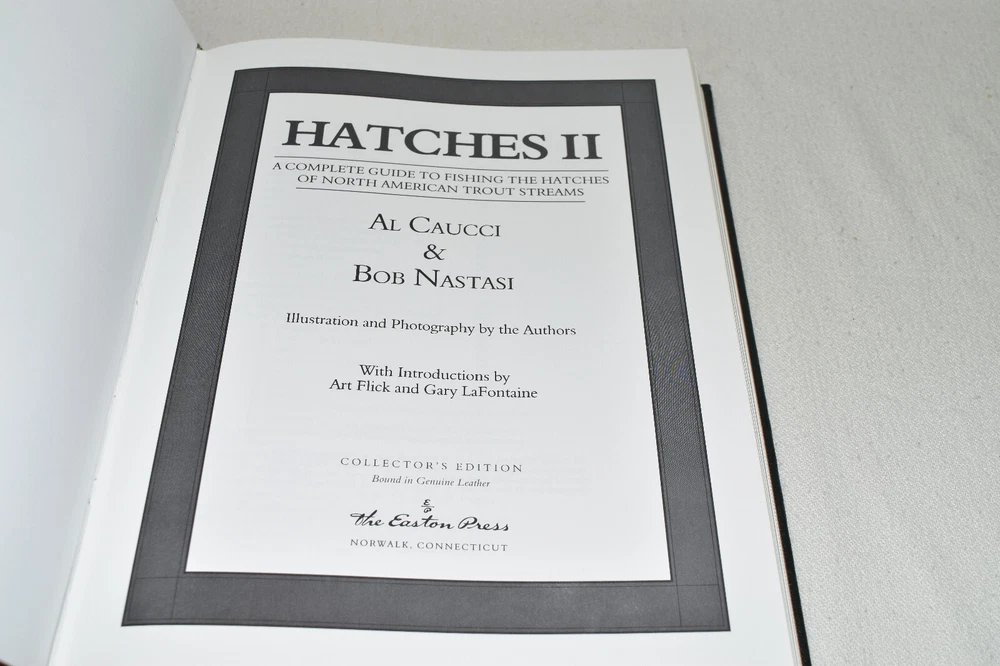 HATCHES II
A COMPLETE GUIDE TO FISHING THE HATCHES
OF NORTH AMERICAN TROUT STREAMS
AL CAUCCI
&
BOB NASTASI
Illustration and Photography by the Authors
With Introductions by
Art Flick and Gary LaFontaine
COLLECTOR'S EDITION
Bound in Genuine Leather
E
P
The Easton Press
NORWALK, CONNECTICUT